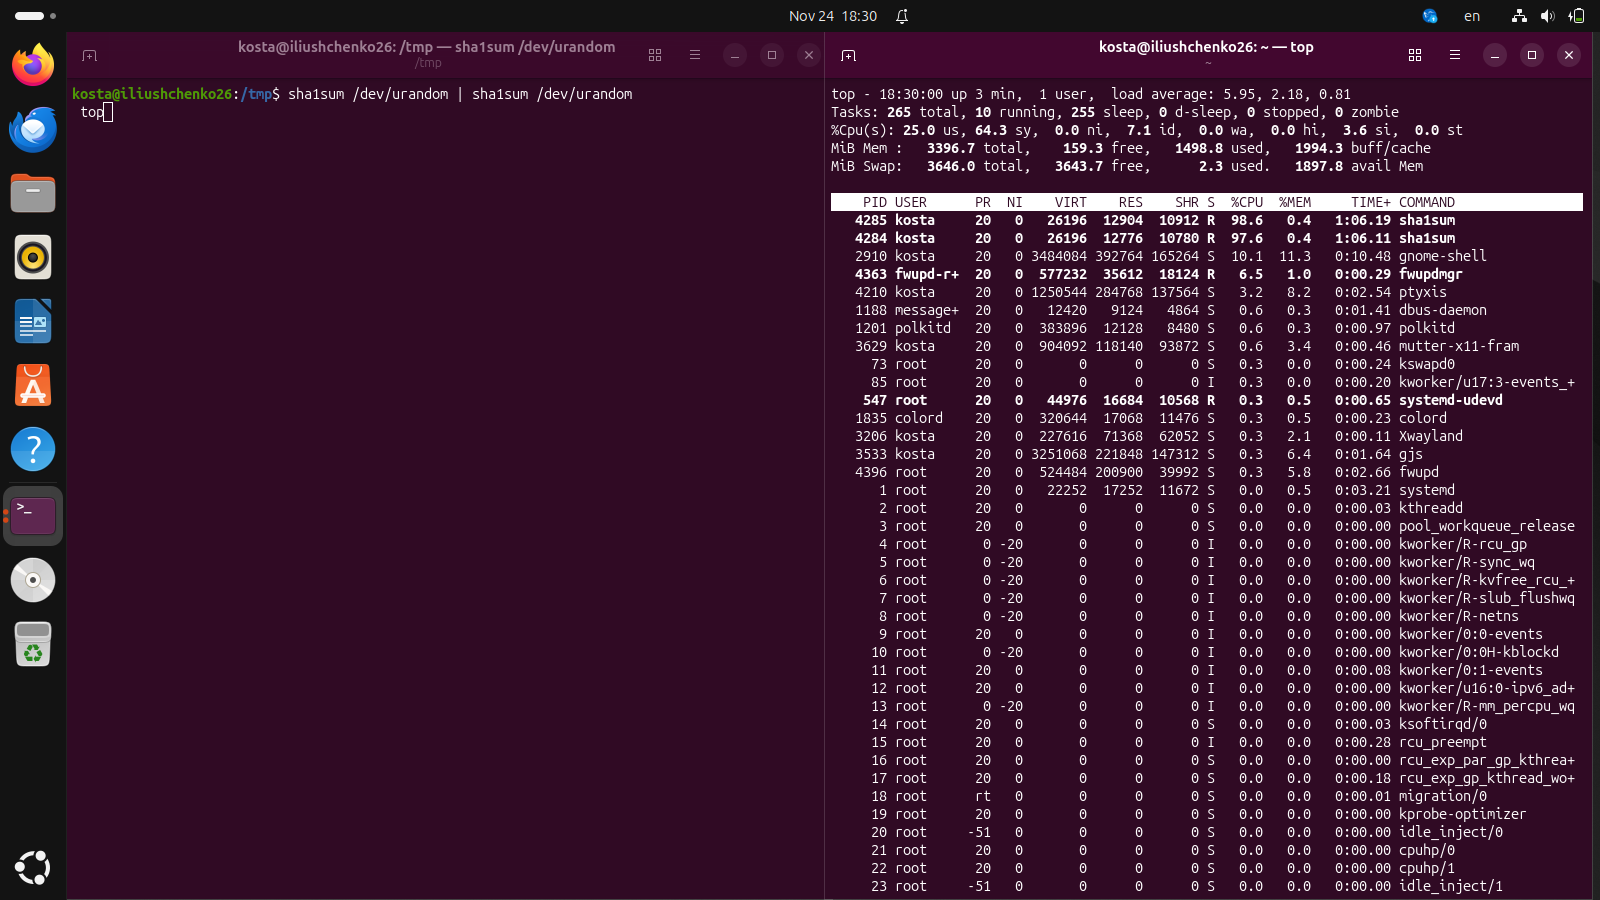 Nov 24 18:30
en
kosta@iliushchenko26: /tmp — sha1sum /dev/urandom
/tmp
kosta@iliushchenko26:/tmp$ sha1sum /dev/urandom | sha1sum /dev/urandom
top
kosta@iliushchenko26: ~ — top
~
top - 18:30:00 up 3 min, 1 user, load average: 5.95, 2.18, 0.81
Tasks: 265 total, 10 running, 255 sleep, 0 d-sleep, 0 stopped, 0 zombie
%Cpu(s): 25.0 us, 64.3 sy, 0.0 ni, 7.1 id, 0.0 wa, 0.0 hi, 3.6 si, 0.0 st
MiB Mem : 3396.7 total, 159.3 free, 1498.8 used, 1994.3 buff/cache
MiB Swap: 3646.0 total, 3643.7 free, 2.3 used. 1897.8 avail Mem
PID USER PR NI VIRT RES SHR S %CPU %MEM TIME+ COMMAND
4285 kosta 20 0 26196 12904 10912 R 98.6 0.4 1:06.19 sha1sum
4284 kosta 20 0 26196 12776 10780 R 97.6 0.4 1:06.11 sha1sum
2910 kosta 20 0 3484084 392764 165264 S 10.1 11.3 0:10.48 gnome-shell
4363 fwupd-r+ 20 0 577232 35612 18124 R 6.5 1.0 0:00.29 fwupdmgr
4210 kosta 20 0 1250544 284768 137564 S 3.2 8.2 0:02.54 ptyxis
1188 message+ 20 0 12420 9124 4864 S 0.6 0.3 0:01.41 dbus-daemon
1201 polkitd 20 0 383896 12128 8480 S 0.6 0.3 0:00.97 polkitd
3629 kosta 20 0 904092 118140 93872 S 0.6 3.4 0:00.46 mutter-x11-fram
73 root 20 0 0 0 0 S 0.3 0.0 0:00.24 kswapd0
85 root 20 0 0 0 0 I 0.3 0.0 0:00.20 kworker/u17:3-events_+
547 root 20 0 44976 16684 10568 R 0.3 0.5 0:00.65 systemd-udevd
1835 colord 20 0 320644 17068 11476 S 0.3 0.5 0:00.23 colord
3206 kosta 20 0 227616 71368 62052 S 0.3 2.1 0:00.11 Xwayland
3533 kosta 20 0 3251068 221848 147312 S 0.3 6.4 0:01.64 gjs
4396 root 20 0 524484 200900 39992 S 0.3 5.8 0:02.66 fwupd
1 root 20 0 22252 17252 11672 S 0.0 0.5 0:03.21 systemd
2 root 20 0 0 0 0 S 0.0 0.0 0:00.03 kthreadd
3 root 20 0 0 0 0 S 0.0 0.0 0:00.00 pool_workqueue_release
4 root 0 -20 0 0 0 I 0.0 0.0 0:00.00 kworker/R-rcu_gp
5 root 0 -20 0 0 0 I 0.0 0.0 0:00.00 kworker/R-sync_wq
6 root 0 -20 0 0 0 I 0.0 0.0 0:00.00 kworker/R-kvfree_rcu_+
7 root 0 -20 0 0 0 I 0.0 0.0 0:00.00 kworker/R-slub_flushwq
8 root 0 -20 0 0 0 I 0.0 0.0 0:00.00 kworker/R-netns
9 root 20 0 0 0 0 I 0.0 0.0 0:00.00 kworker/0:0-events
10 root 0 -20 0 0 0 I 0.0 0.0 0:00.00 kworker/0:0H-kblockd
11 root 20 0 0 0 0 I 0.0 0.0 0:00.08 kworker/0:1-events
12 root 20 0 0 0 0 I 0.0 0.0 0:00.00 kworker/u16:0-ipv6_ad+
13 root 0 -20 0 0 0 I 0.0 0.0 0:00.00 kworker/R-mm_percpu_wq
14 root 20 0 0 0 0 S 0.0 0.0 0:00.03 ksoftirqd/0
15 root 20 0 0 0 0 I 0.0 0.0 0:00.28 rcu_preempt
16 root 20 0 0 0 0 S 0.0 0.0 0:00.00 rcu_exp_par_gp_kthrea+
17 root 20 0 0 0 0 S 0.0 0.0 0:00.18 rcu_exp_gp_kthread_wo+
18 root rt 0 0 0 0 S 0.0 0.0 0:00.01 migration/0
19 root 20 0 0 0 0 S 0.0 0.0 0:00.00 kprobe-optimizer
20 root -51 0 0 0 0 S 0.0 0.0 0:00.00 idle_inject/0
21 root 20 0 0 0 0 S 0.0 0.0 0:00.00 cpuhp/0
22 root 20 0 0 0 0 S 0.0 0.0 0:00.00 cpuhp/1
23 root -51 0 0 0 0 S 0.0 0.0 0:00.00 idle_inject/1